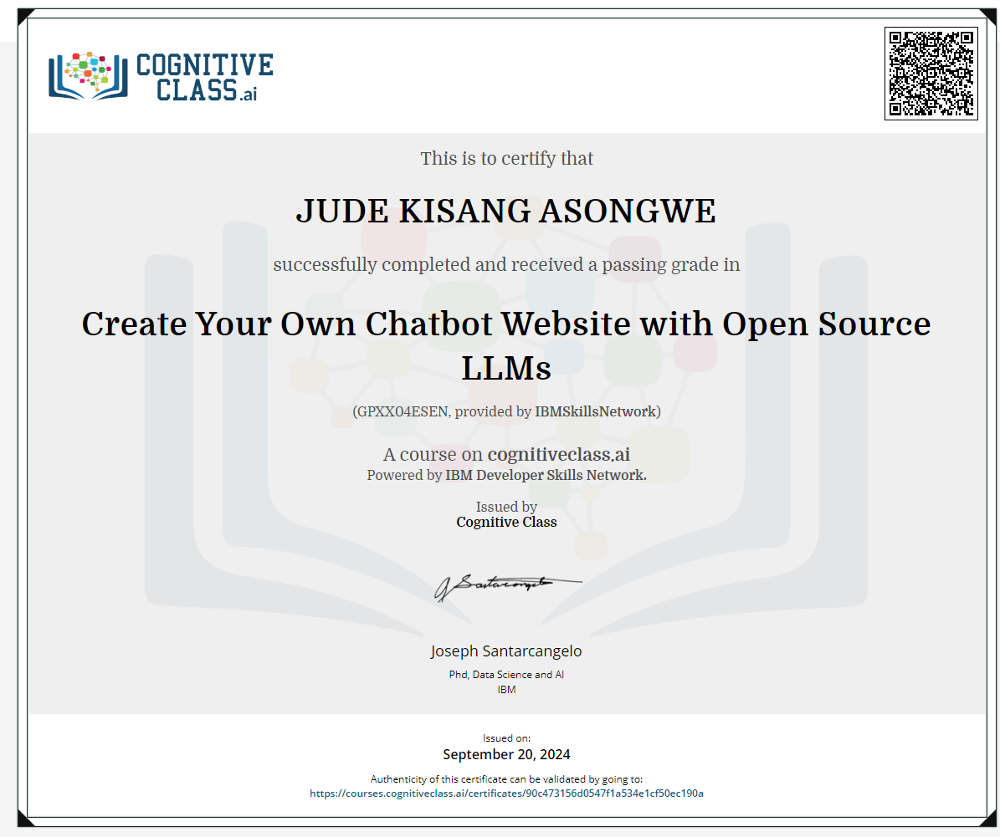 COGNITIVE
CLASS.ai
This is to certify that
JUDE KISANG ASONGWE
successfully completed and received a passing grade in
Create Your Own Chatbot Website with Open Source
LLMs
(GPXX04ESEN, provided by IBMSkillsNetwork)
A course on cognitiveclass.ai
Powered by IBM Developer Skills Network.
Issued by
Cognitive Class
J Santarcangelo
Joseph Santarcangelo
Phd, Data Science and AI
IBM
Issued on:
September 20, 2024
Authenticity of this certificate can be validated by going to:
https://courses.cognitiveclass.ai/certificates/90c473156d0547f1a534e1cf50ec190a